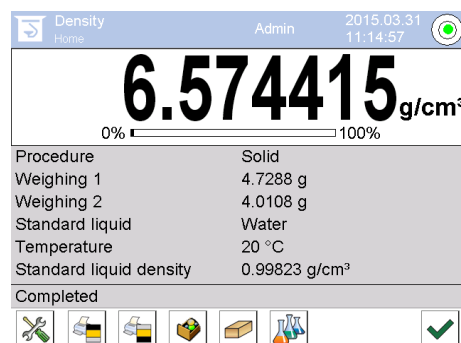 Density
Home
Admin
2015.03.31
11:14:57
6.574415 g/cm³
0% 100%
Procedure Solid
Weighing 1 4.7288 g
Weighing 2 4.0108 g
Standard liquid Water
Temperature 20 °C
Standard liquid density 0.99823 g/cm³
Completed